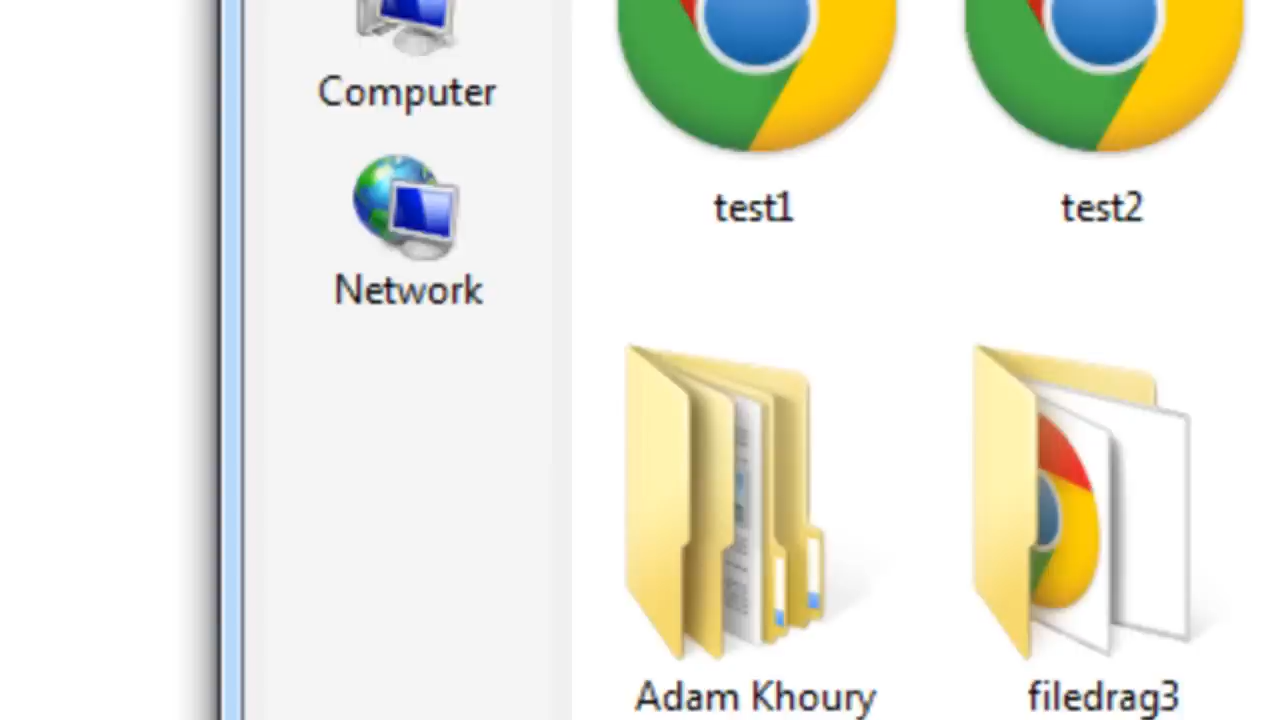 Computer
Network
test1
test2
Adam Khoury
filedrag3